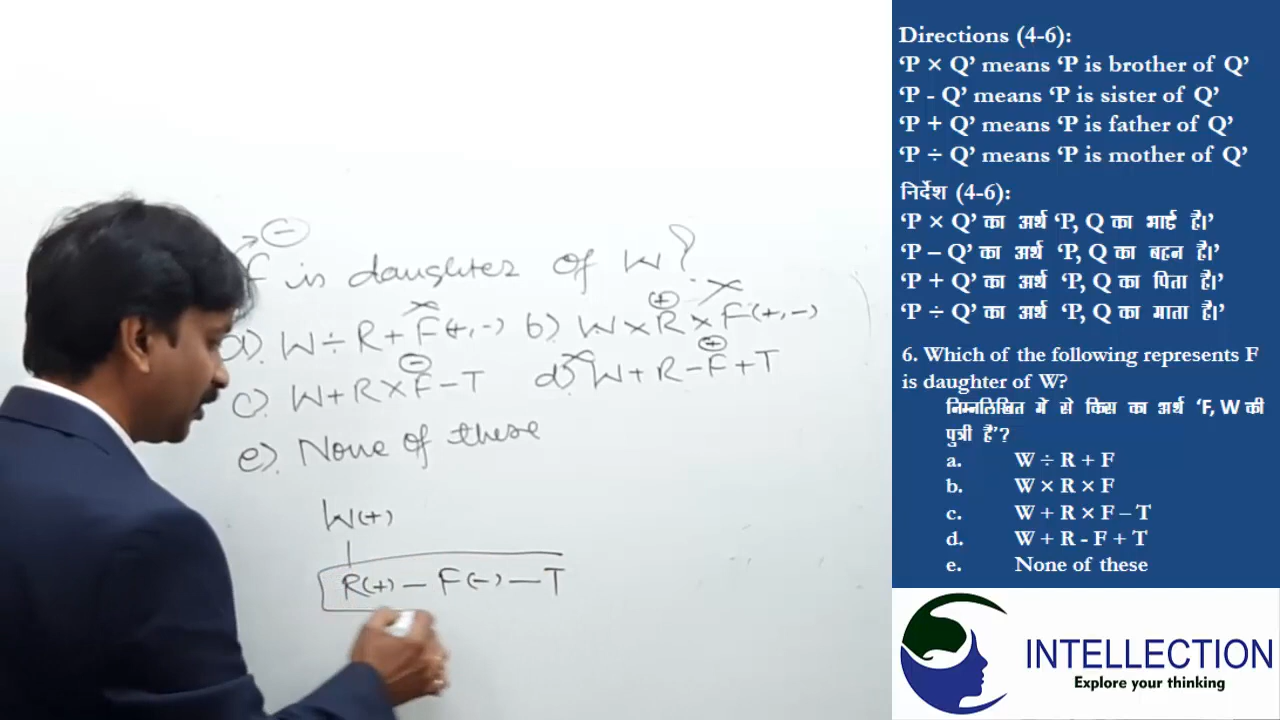 F is daughter of W?
a). W ÷ R + F (+,-) b) W × R × F (+,-)
c). W + R × F - T d) W + R - F + T
e). None of these
W(+)
R(+) — F(-) — T
Directions (4-6):
‘P × Q’ means ‘P is brother of Q’
‘P - Q’ means ‘P is sister of Q’
‘P + Q’ means ‘P is father of Q’
‘P ÷ Q’ means ‘P is mother of Q’
निर्देश (4-6):
‘P × Q’ का अर्थ ‘P, Q का भाई है।’
‘P – Q’ का अर्थ ‘P, Q का बहन है।’
‘P + Q’ का अर्थ ‘P, Q का पिता है।’
‘P ÷ Q’ का अर्थ ‘P, Q का माता है।’
6. Which of the following represents F
is daughter of W?
निम्नलिखित में से किस का अर्थ ‘F, W की
पुत्री है’?
a. W ÷ R + F
b. W × R × F
c. W + R × F – T
d. W + R - F + T
e. None of these
INTELLECTION
Explore your thinking